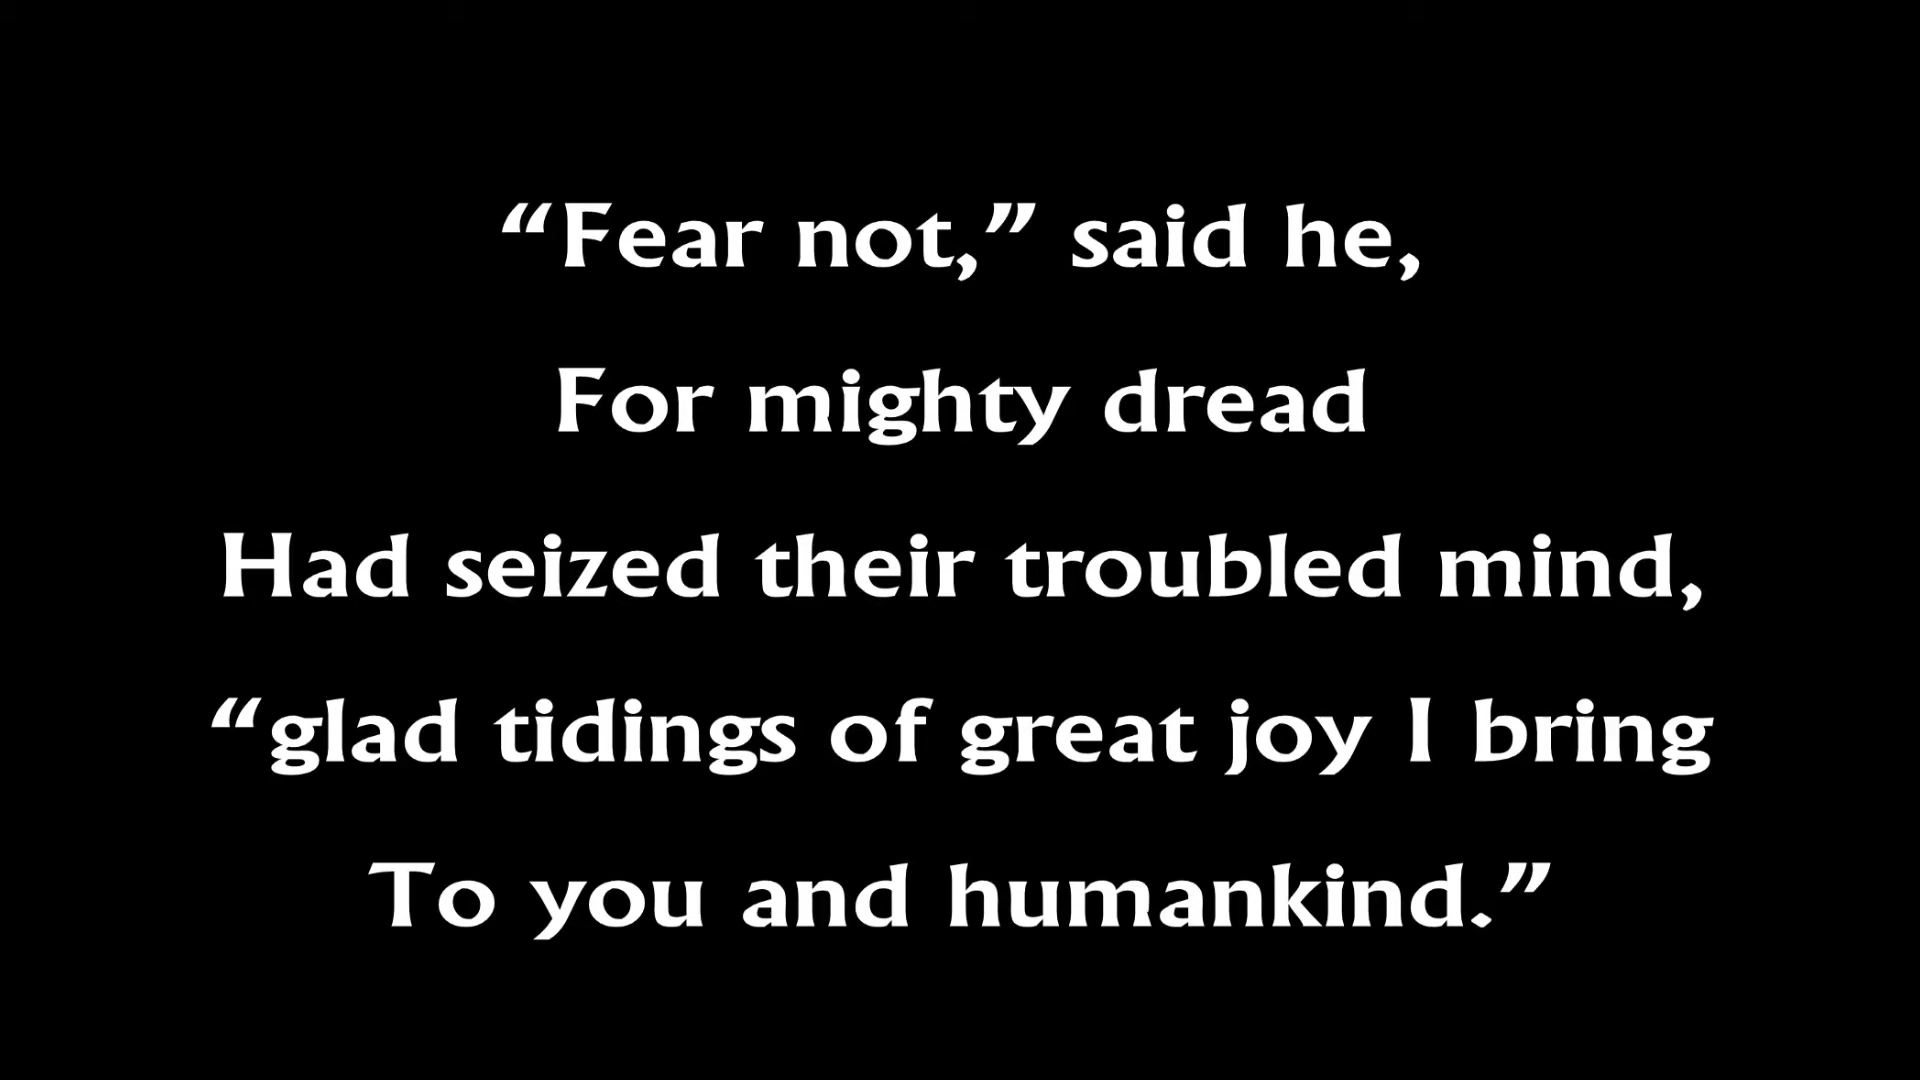 “Fear not,” said he,
For mighty dread
Had seized their troubled mind,
“glad tidings of great joy I bring
To you and humankind.”